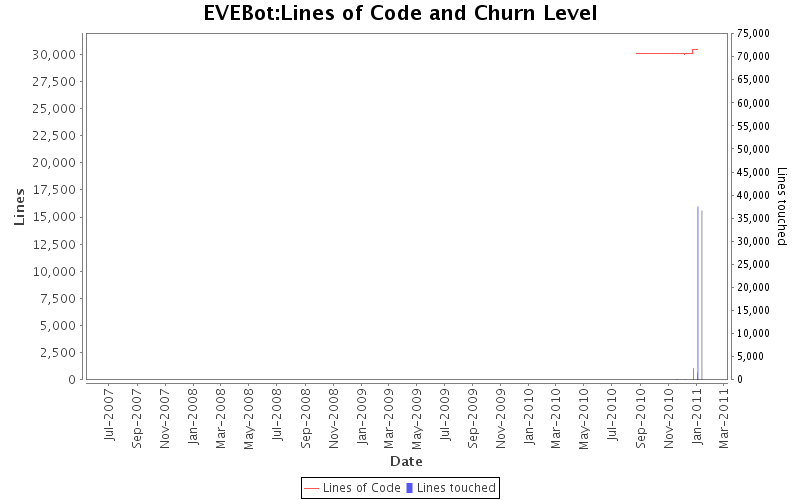 EVEBot:Lines of Code and Churn Level
Lines
30,000
27,500
25,000
22,500
20,000
17,500
15,000
12,500
10,000
7,500
5,000
2,500
0
75,000
70,000
65,000
60,000
55,000
50,000
45,000
40,000
35,000
30,000
25,000
20,000
15,000
10,000
5,000
0
Lines touched
Jul-2007
Sep-2007
Nov-2007
Jan-2008
Mar-2008
May-2008
Jul-2008
Sep-2008
Nov-2008
Jan-2009
Mar-2009
May-2009
Jul-2009
Sep-2009
Nov-2009
Jan-2010
Mar-2010
May-2010
Jul-2010
Sep-2010
Nov-2010
Jan-2011
Mar-2011
Date
Lines of Code Lines touched